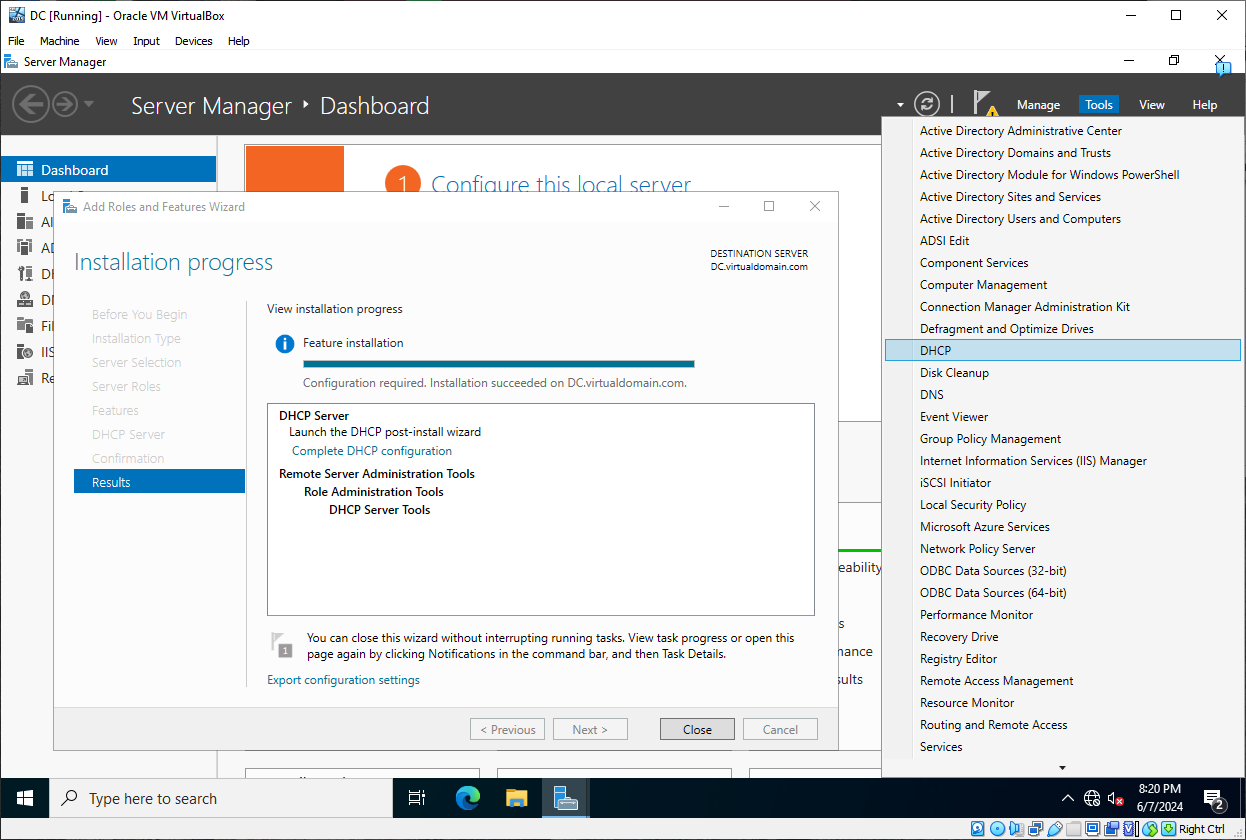 DC [Running] - Oracle VM VirtualBox
File Machine View Input Devices Help
Server Manager
Server Manager Dashboard
Manage Tools View Help
Dashboard
1 Configure this local server
Add Roles and Features Wizard
Installation progress
DESTINATION SERVER
DC.virtualdomain.com
Before You Begin
Installation Type
Server Selection
Server Roles
Features
DHCP Server
Confirmation
Results
View installation progress
Feature installation
Configuration required. Installation succeeded on DC.virtualdomain.com.
DHCP Server
Launch the DHCP post-install wizard
Complete DHCP configuration
Remote Server Administration Tools
Role Administration Tools
DHCP Server Tools
1
You can close this wizard without interrupting running tasks. View task progress or open this
page again by clicking Notifications in the command bar, and then Task Details.
Export configuration settings
< Previous Next > Close Cancel
eability
mance
sults
Active Directory Administrative Center
Active Directory Domains and Trusts
Active Directory Module for Windows PowerShell
Active Directory Sites and Services
Active Directory Users and Computers
ADSI Edit
Component Services
Computer Management
Connection Manager Administration Kit
Defragment and Optimize Drives
DHCP
Disk Cleanup
DNS
Event Viewer
Group Policy Management
Internet Information Services (IIS) Manager
iSCSI Initiator
Local Security Policy
Microsoft Azure Services
Network Policy Server
ODBC Data Sources (32-bit)
ODBC Data Sources (64-bit)
Performance Monitor
Recovery Drive
Registry Editor
Remote Access Management
Resource Monitor
Routing and Remote Access
Services
Type here to search
8:20 PM
6/7/2024
2
Right Ctrl